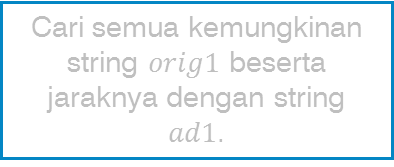 Cari semua kemungkinan
string orig1 beserta
jaraknya dengan string
ad1.